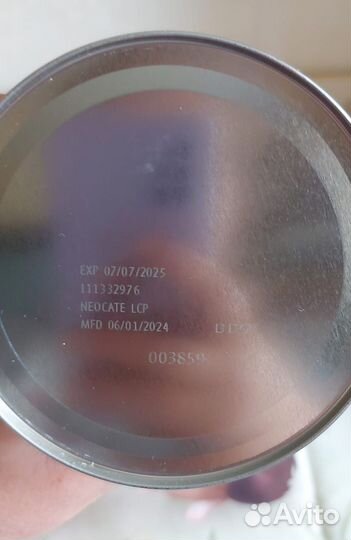 EXP 07/07/2025
111332976
NEOCATE LCP
MFD 06/01/2024
003859
Avito